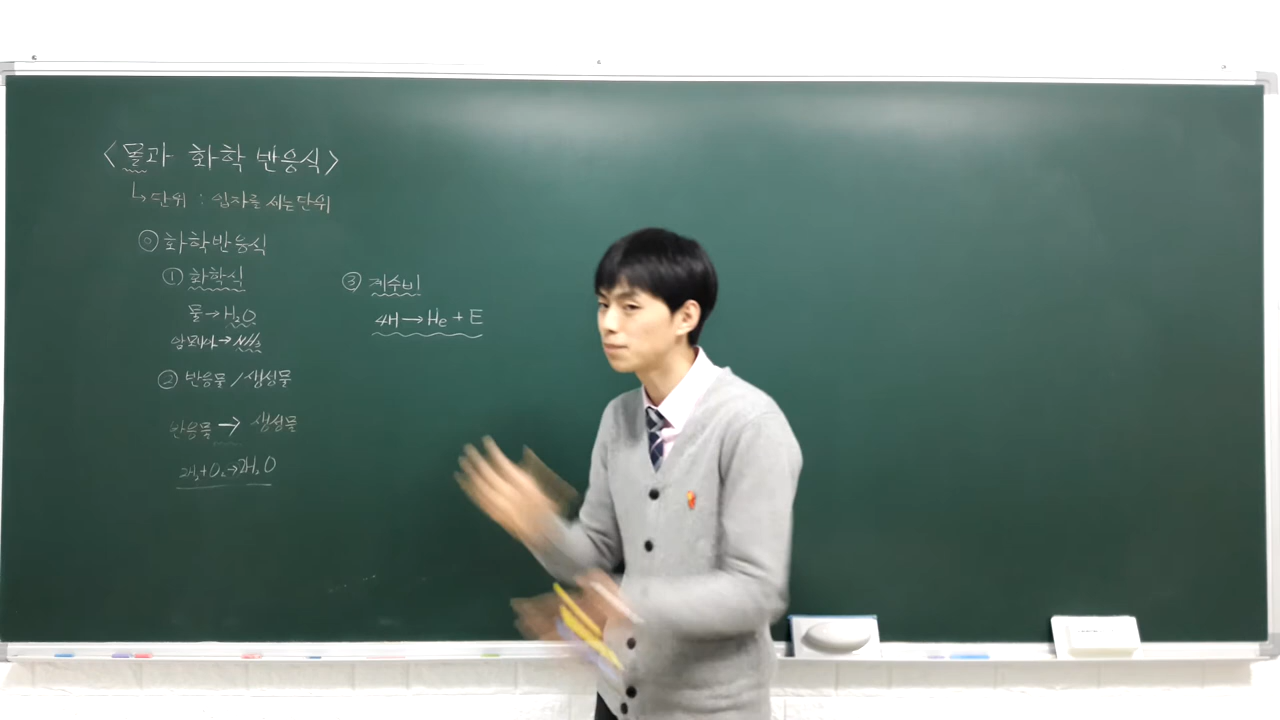 <몰과 화학 반응식>
↳ 단위 : 입자를 세는 단위
⓪ 화학반응식
① 화학식
물 → H₂O
암모니아 → NH₃
② 반응물 / 생성물
반응물 → 생성물
2H₂ + O₂ → 2H₂O
③ 계수비
4H → He + E